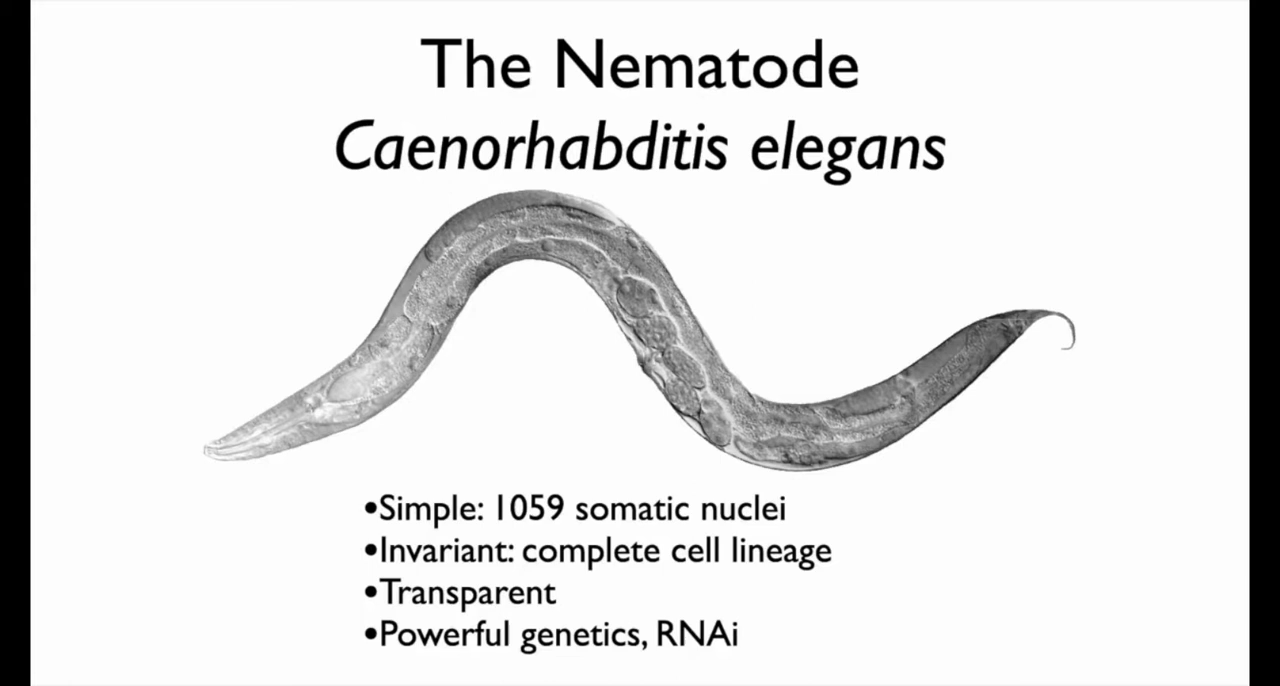 The Nematode
Caenorhabditis elegans
•Simple: 1059 somatic nuclei
•Invariant: complete cell lineage
•Transparent
•Powerful genetics, RNAi